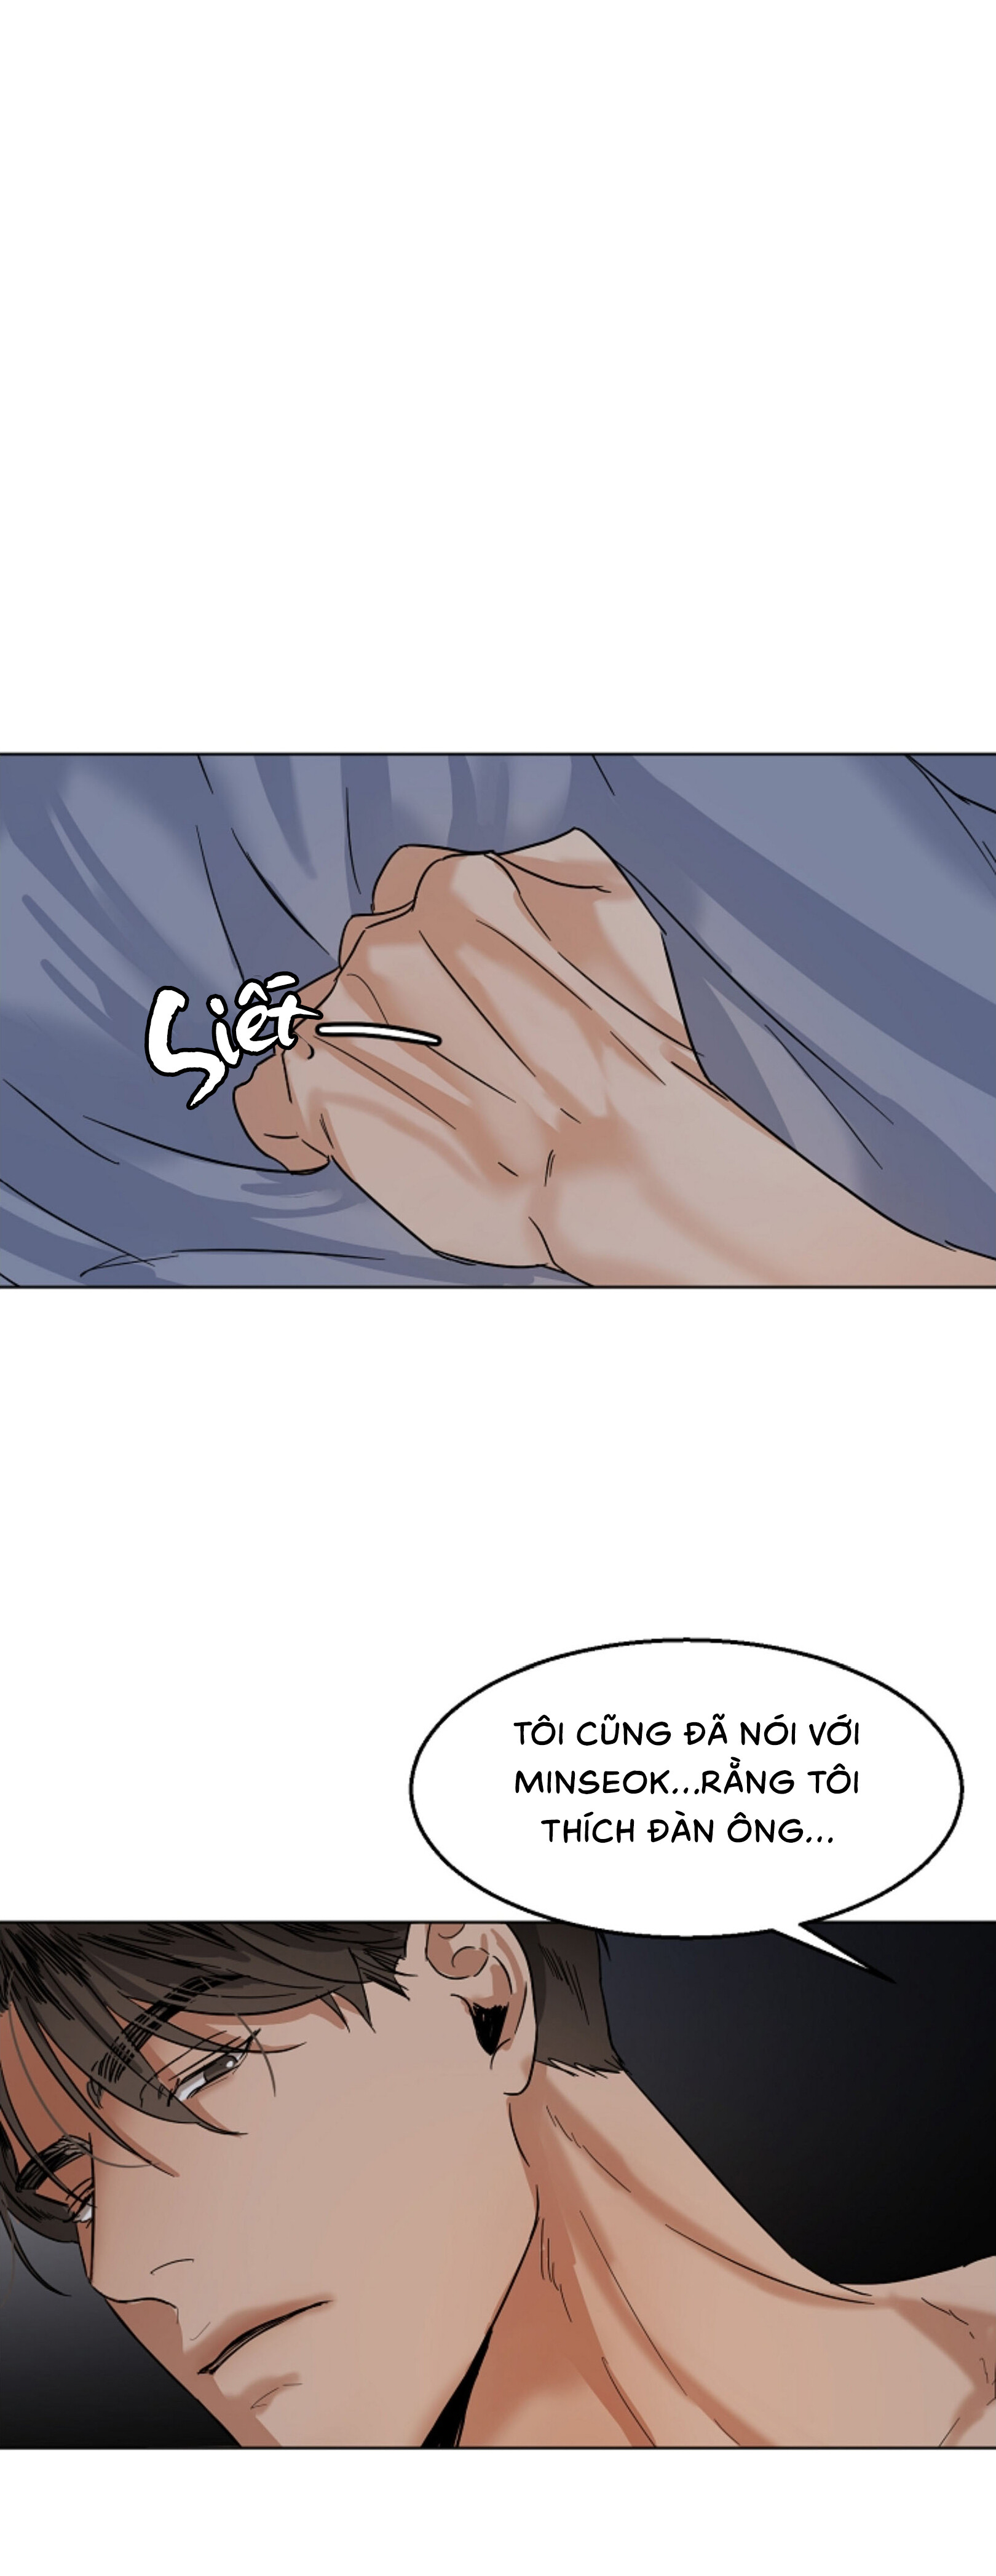 Siết
TÔI CŨNG ĐÃ NÓI VỚI
MINSEOK...RẰNG TÔI
THÍCH ĐÀN ÔNG...